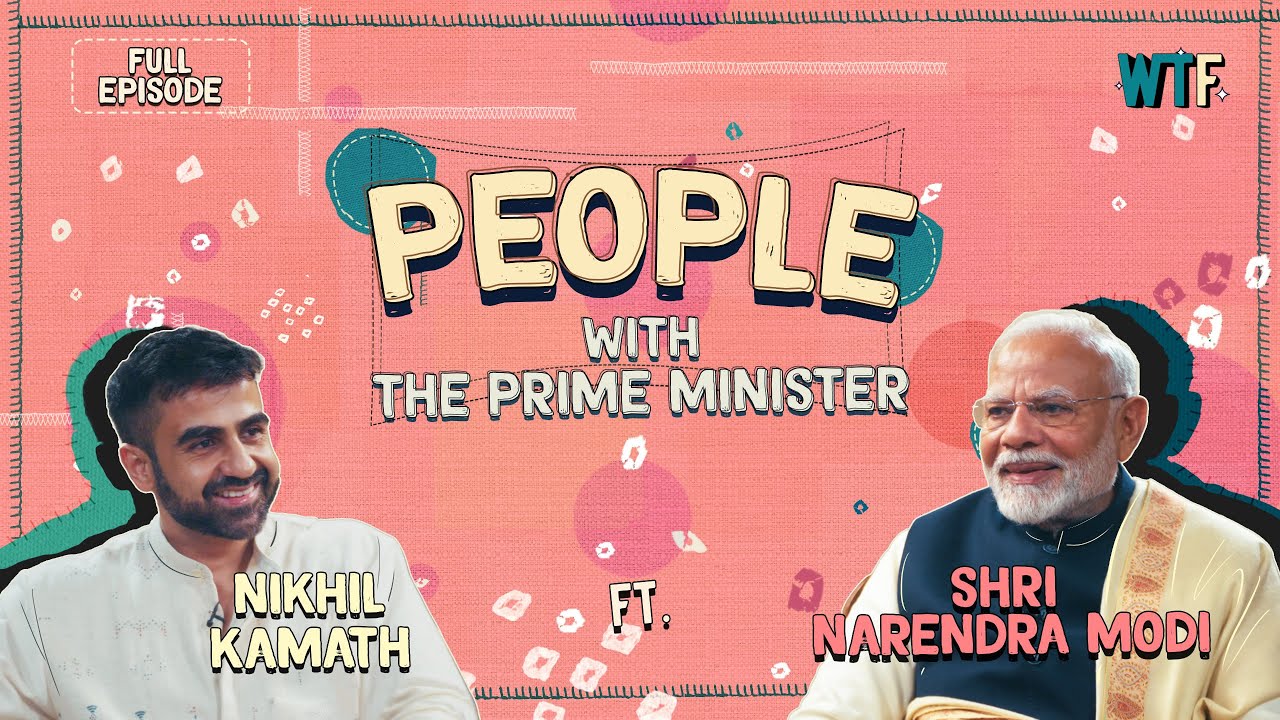 FULL
EPISODE
WTF
PEOPLE
WITH
THE PRIME MINISTER
NIKHIL
KAMATH
FT.
SHRI
NARENDRA MODI